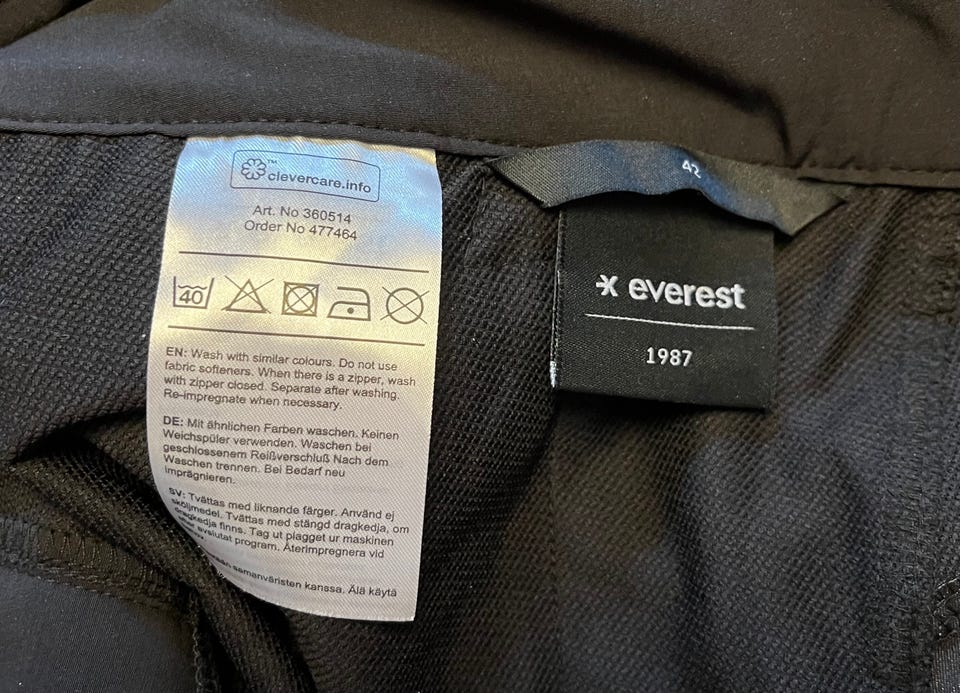 ™
clevercare.info
Art. No 360514
Order No 477464
40
EN: Wash with similar colours. Do not use
fabric softeners. When there is a zipper, wash
with zipper closed. Separate after washing.
Re-impregnate when necessary.
DE: Mit ähnlichen Farben waschen. Keinen
Weichspüler verwenden. Waschen bei
geschlossenem Reißverschluß Nach dem
Waschen trennen. Bei Bedarf neu
imprägnieren.
SV: Tvättas med liknande färger. Använd ej
sköljmedel. Tvättas med stängd dragkedja, om
dragkedja finns. Tag ut plagget ur maskinen
avslutat program. Återimpregnera vid
samanväristen kanssa. Älä käytä
42
everest
1987